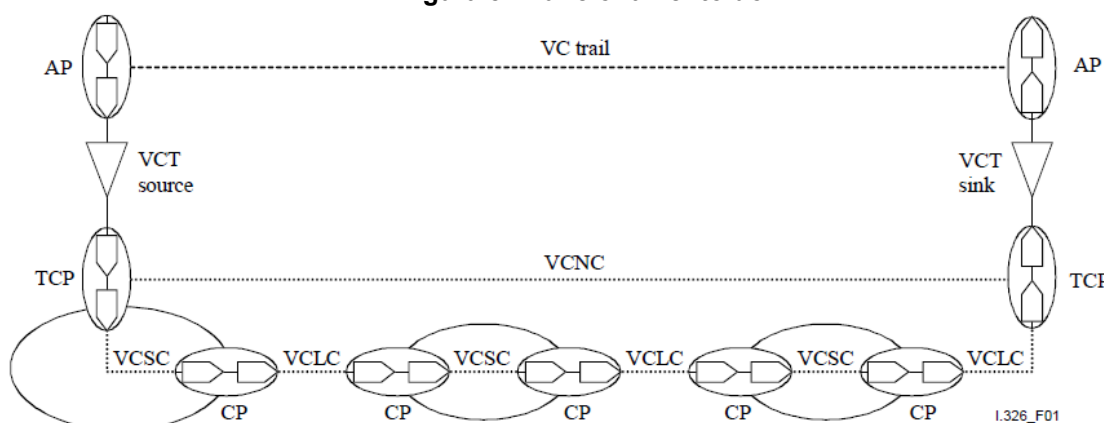 VC trail
AP
AP
VCT
source
VCT
sink
TCP
VCNC
TCP
VCSC
VCLC
VCSC
VCLC
VCSC
VCLC
CP
CP
CP
CP
CP
I.326_F01